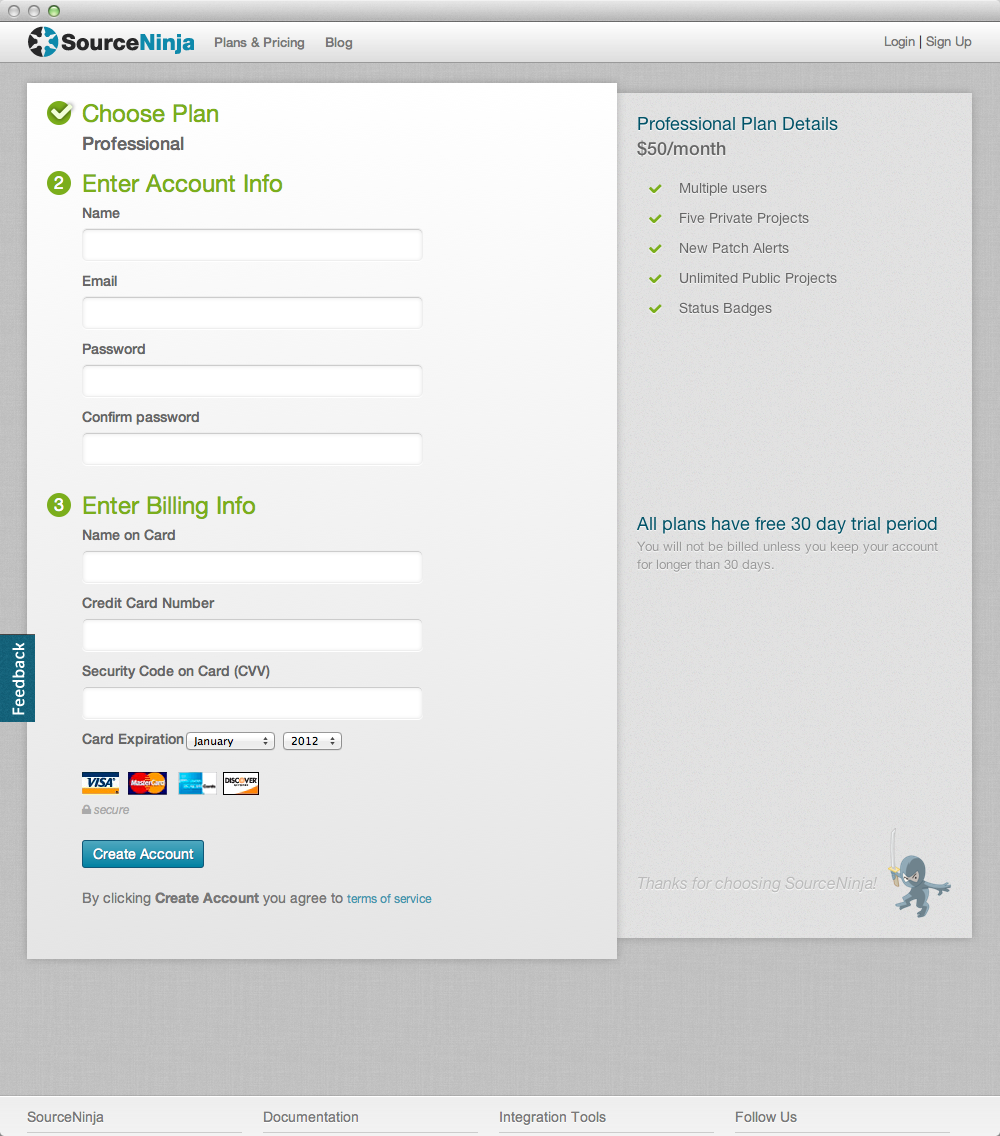 SourceNinja
Plans & Pricing
Blog
Login | Sign Up
Choose Plan
Professional
2 Enter Account Info
Name
Email
Password
Confirm password
3 Enter Billing Info
Name on Card
Credit Card Number
Security Code on Card (CVV)
Card Expiration January 2012
VISA MasterCard Cards DISCOVER
secure
Create Account
By clicking Create Account you agree to terms of service
Feedback
Professional Plan Details
$50/month
Multiple users
Five Private Projects
New Patch Alerts
Unlimited Public Projects
Status Badges
All plans have free 30 day trial period
You will not be billed unless you keep your account
for longer than 30 days.
Thanks for choosing SourceNinja!
SourceNinja
Documentation
Integration Tools
Follow Us